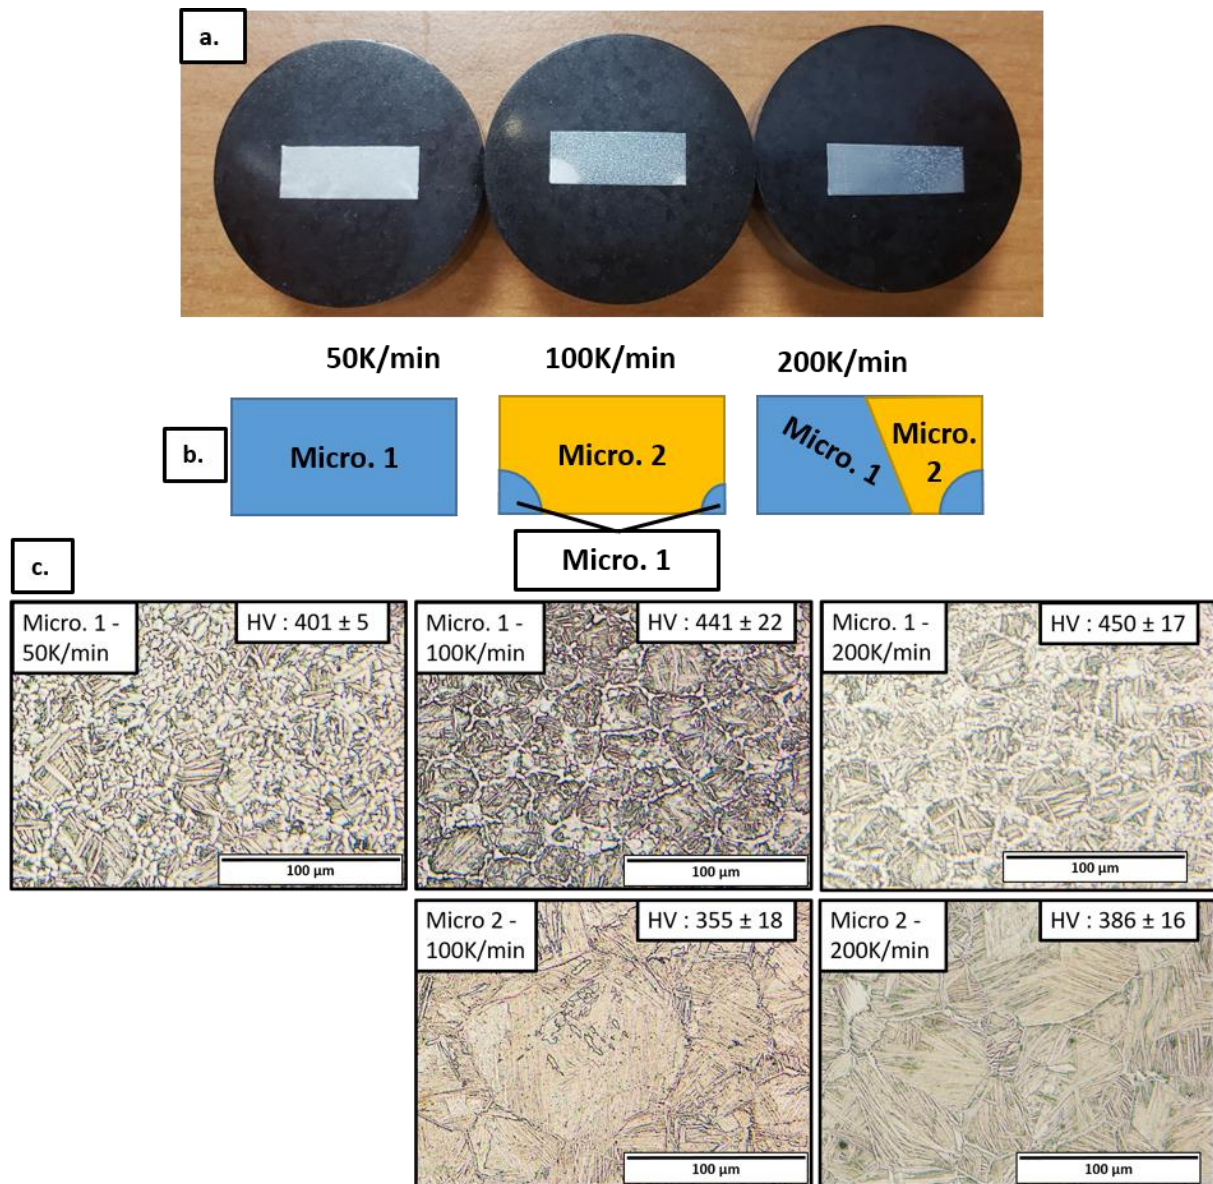 a.
50K/min
100K/min
200K/min
b.
Micro. 1
Micro. 2
Micro. 1
Micro.
2
Micro. 1
c.
Micro. 1 -
50K/min
HV : 401 ± 5
100 µm
Micro. 1 -
100K/min
HV : 441 ± 22
100 µm
Micro. 1 -
200K/min
HV : 450 ± 17
100 µm
Micro 2 -
100K/min
HV : 355 ± 18
100 µm
Micro 2 -
200K/min
HV : 386 ± 16
100 µm